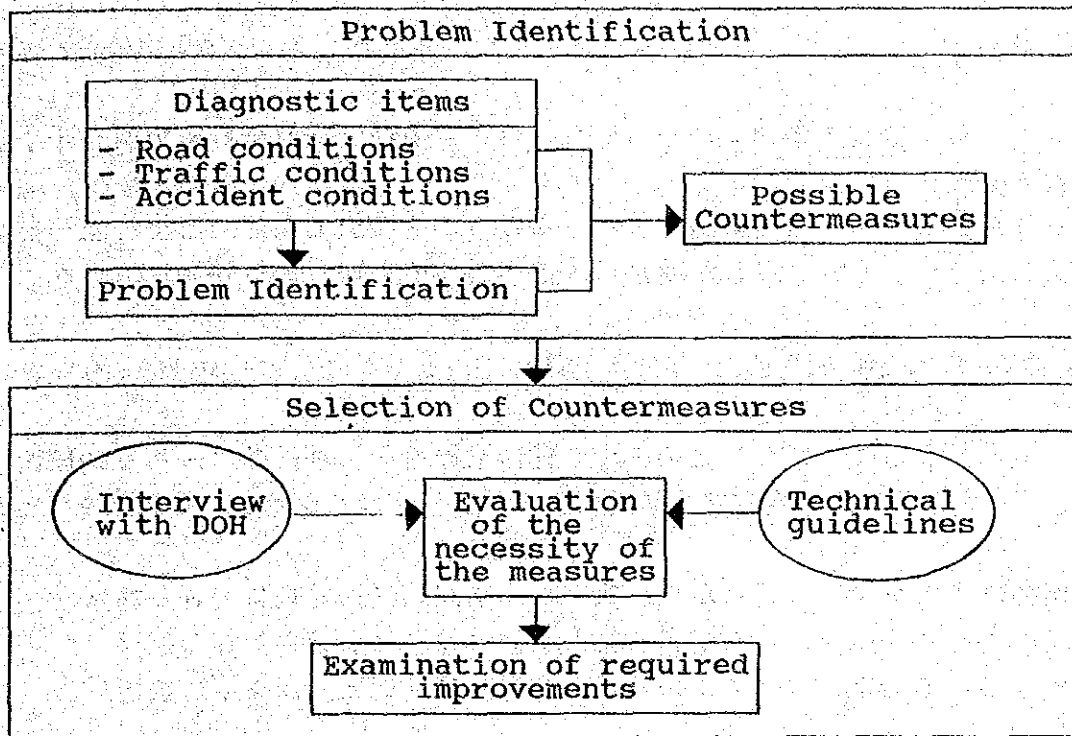 Problem Identification
Diagnostic items
- Road conditions
- Traffic conditions
- Accident conditions
Possible
Countermeasures
Problem Identification
Selection of Countermeasures
Interview
with DOH
Evaluation
of the
necessity of
the measures
Technical
guidelines
Examination of required
improvements